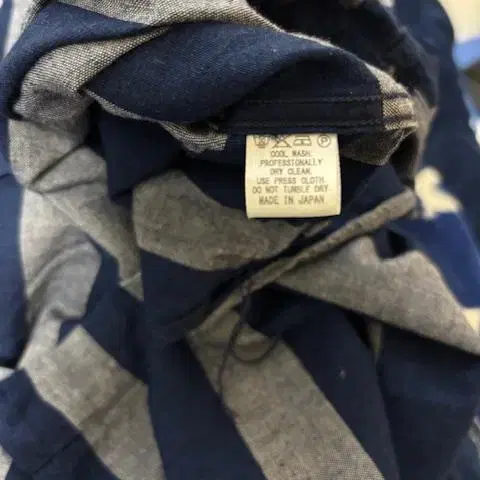 COOL WASH.
PROFESSIONALLY
DRY CLEAN.
USE PRESS CLOTH.
DO NOT TUMBLE DRY
MADE IN JAPAN